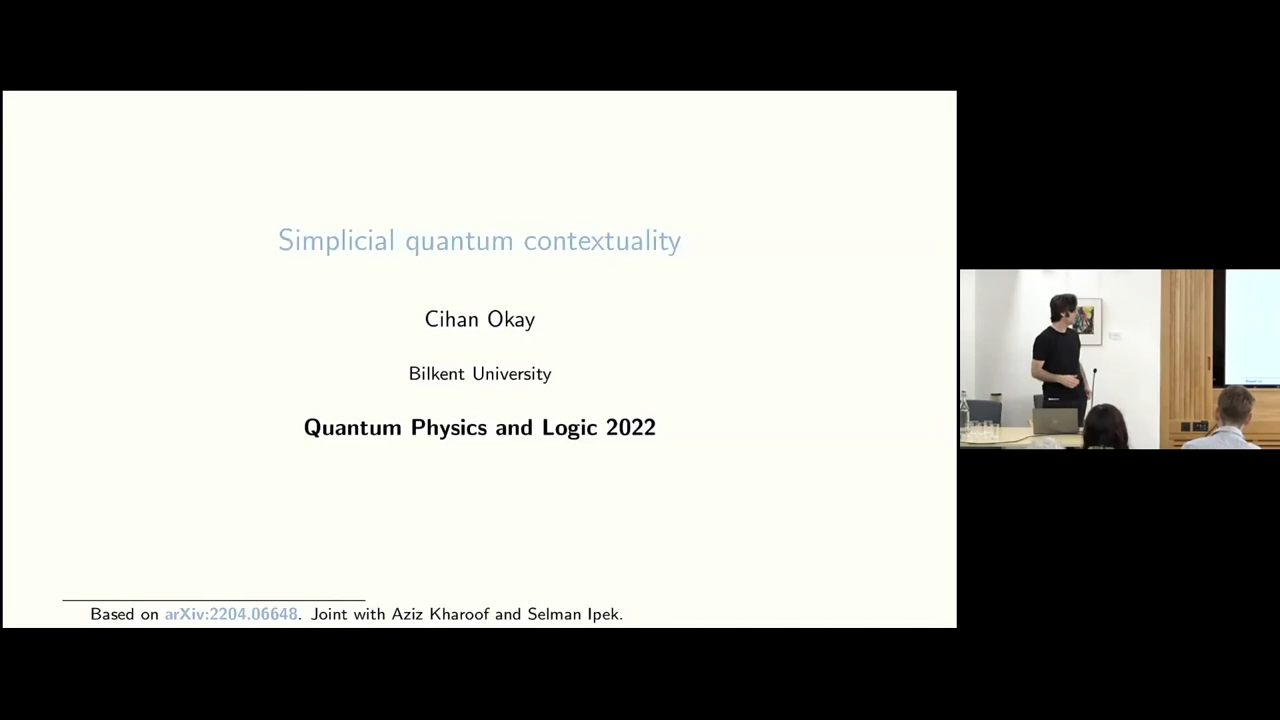 Simplicial quantum contextuality
Cihan Okay
Bilkent University
Quantum Physics and Logic 2022
Based on arXiv:2204.06648. Joint with Aziz Kharoof and Selman Ipek.